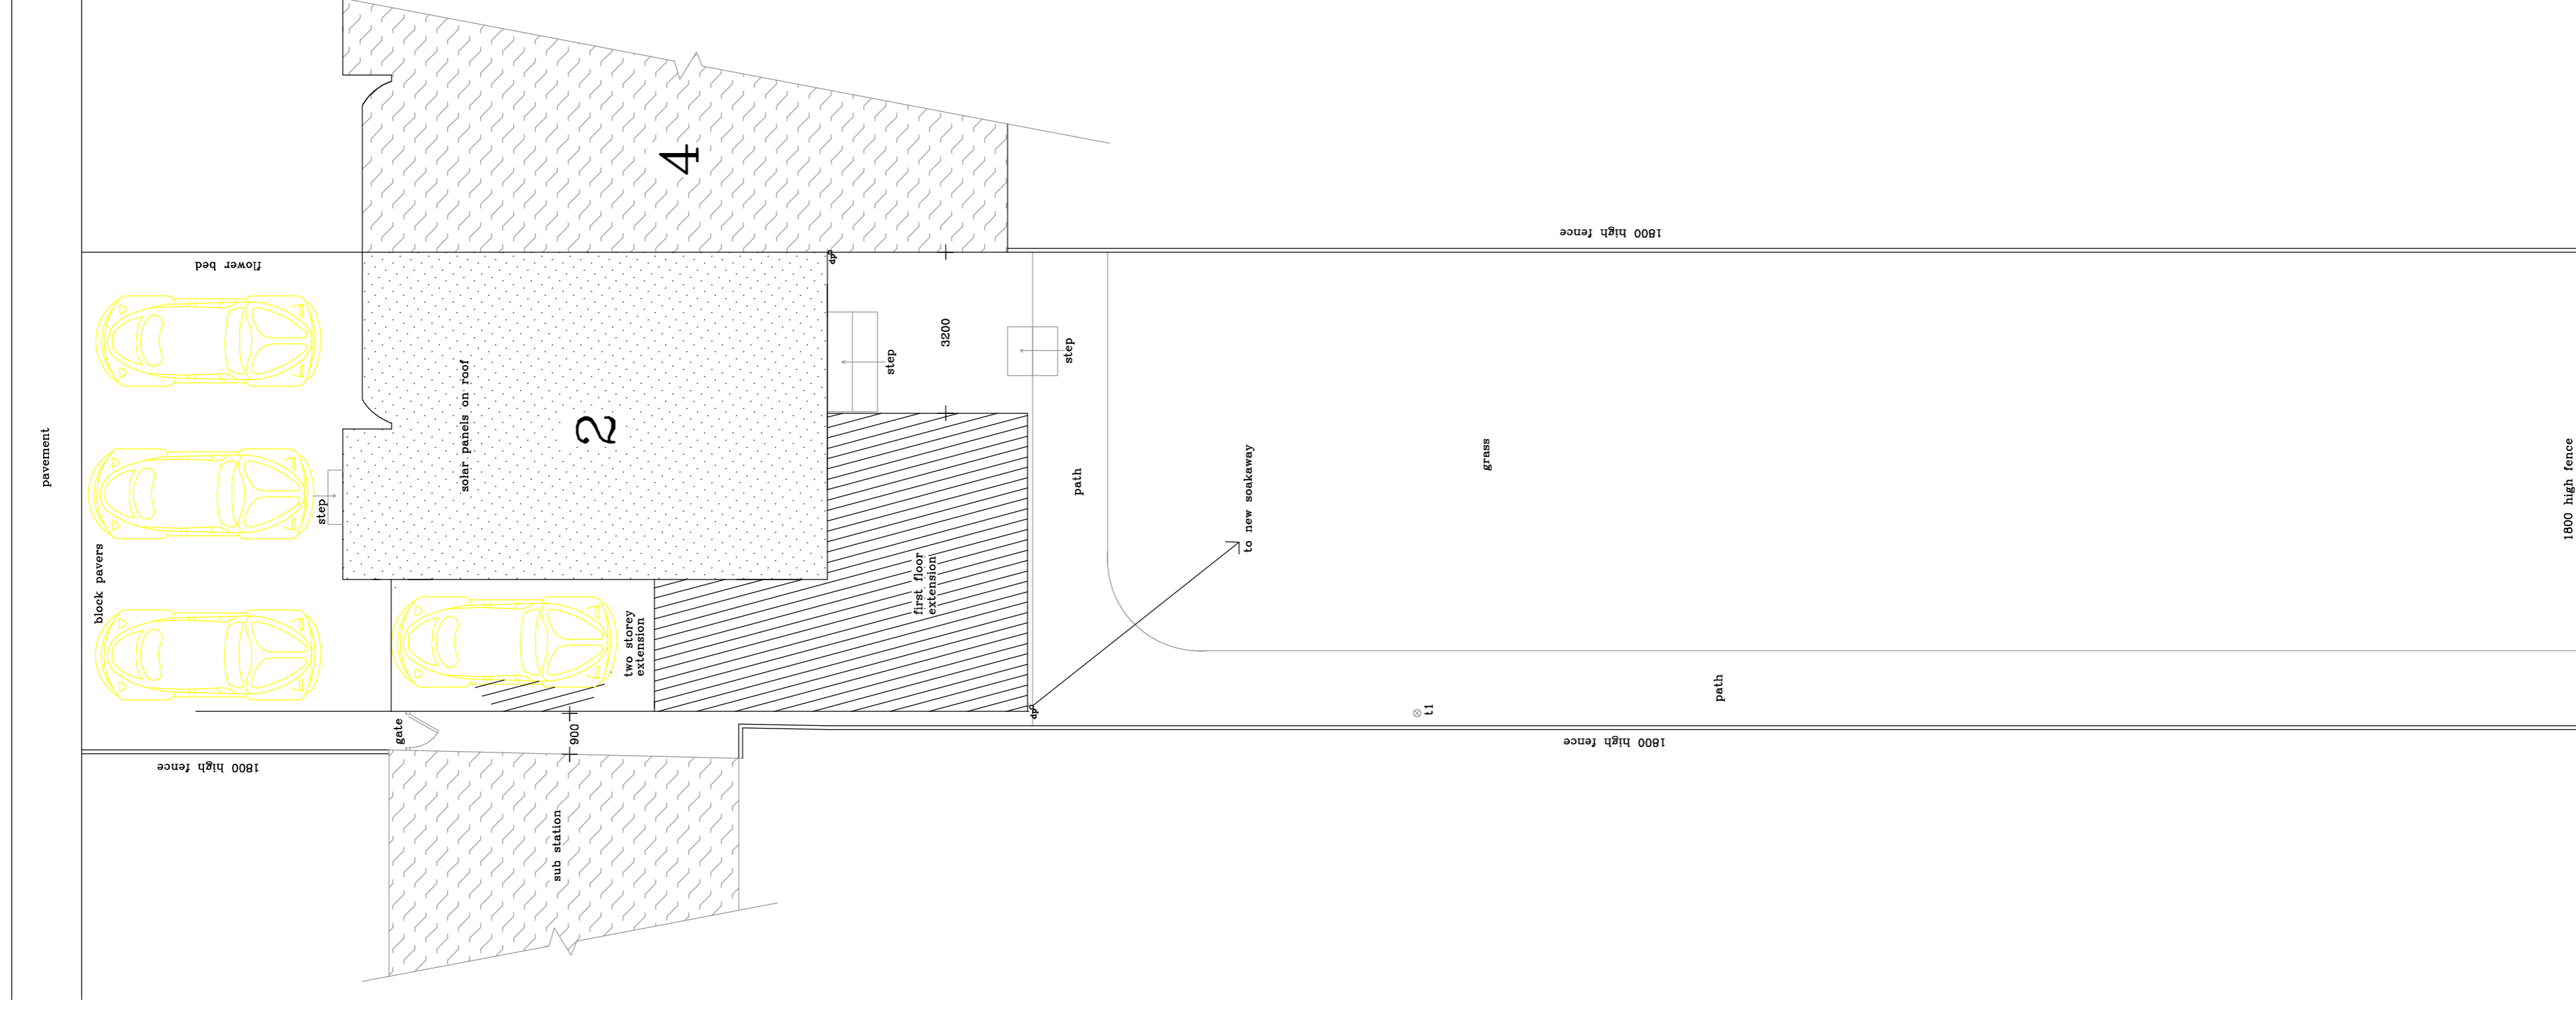 pavement
block pavers
flower bed
step
1800 high fence
gate
solar panels on roof
2
4
two storey
extension
900
sub station
dp
step
3200
first floor
extension
dp
step
path
to new soakaway
t1
grass
1800 high fence
1800 high fence
path
1800 high fence